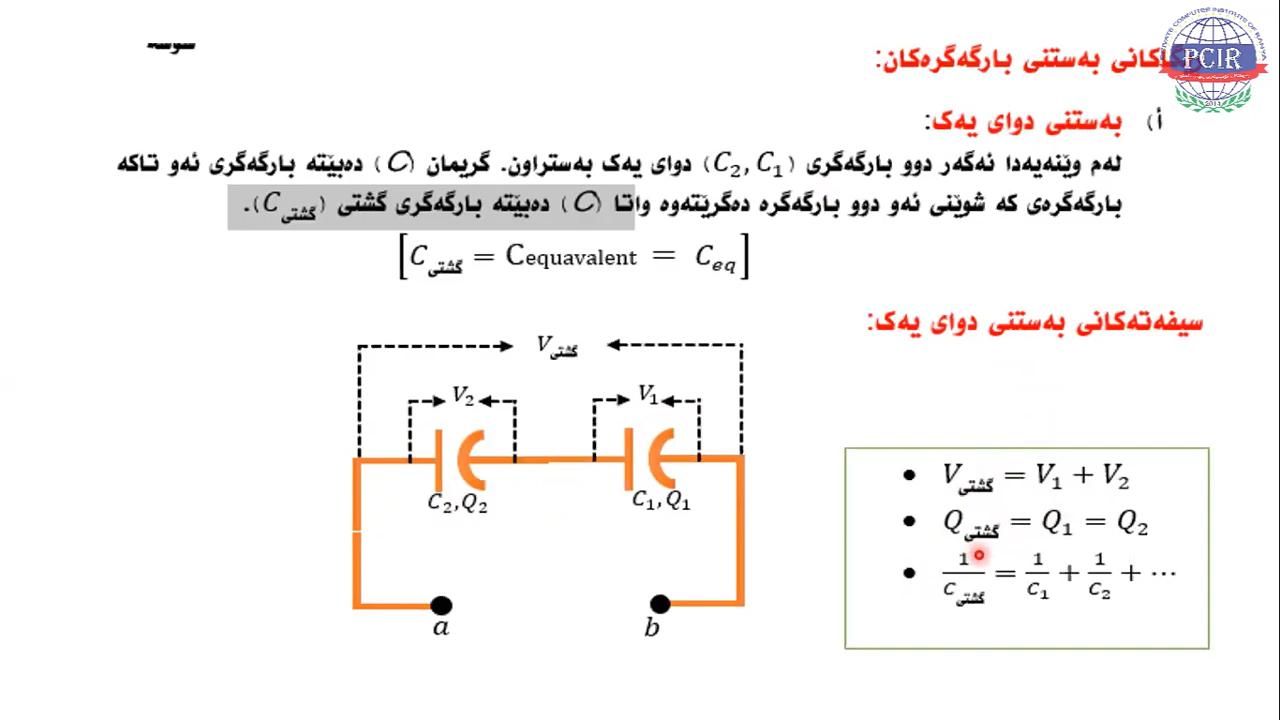 PCIR
2011
بەستنی بارگەگرەکان:
أ) بەستنی دوای یەک:
لەم وێنەیەدا ئەگەر دوو بارگەگری (C₂, C₁) دوای یەک بەستراون. گریمان (C) دەبێتە بارگەگری ئەو تاکە
بارگەگرەی کە شوێنی ئەو دوو بارگەگرە دەگرێتەوە واتا (C) دەبێتە بارگەگری گشتی (C گشتی).
[C گشتی = Cequavalent = C_eq]
سیفەتەکانی بەستنی دوای یەک:
V گشتی
V₂ V₁
C₂, Q₂ C₁, Q₁
a b
• V گشتی = V₁ + V₂
• Q گشتی = Q₁ = Q₂
• 1/C گشتی = 1/C₁ + 1/C₂ + ⋯